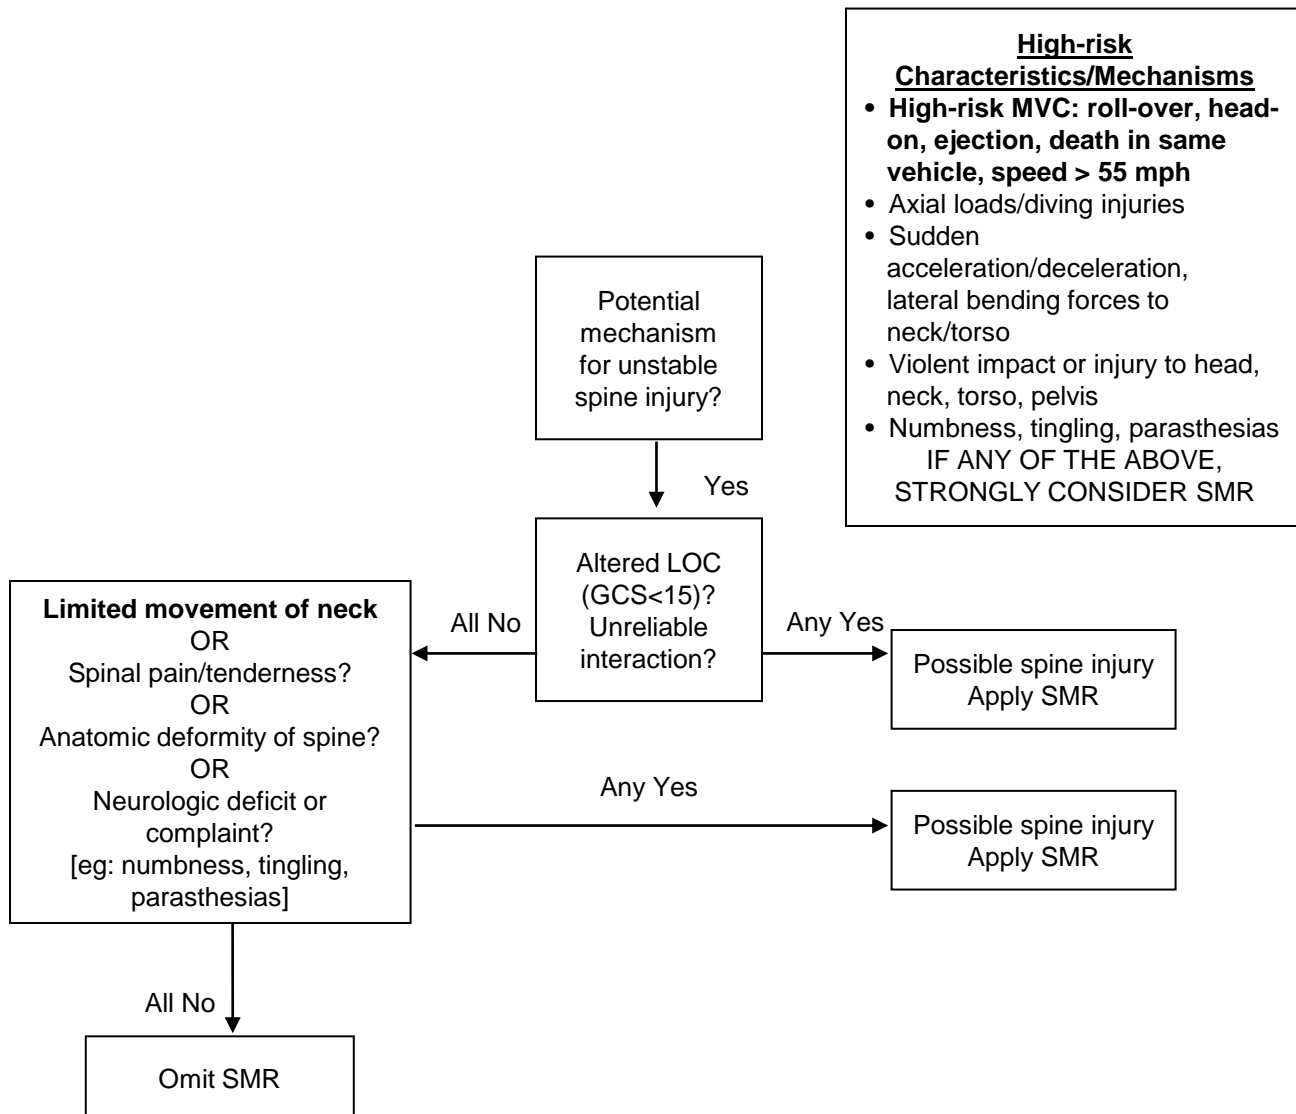 High-risk
Characteristics/Mechanisms
• High-risk MVC: roll-over, head-
on, ejection, death in same
vehicle, speed > 55 mph
• Axial loads/diving injuries
• Sudden
acceleration/deceleration,
lateral bending forces to
neck/torso
• Violent impact or injury to head,
neck, torso, pelvis
• Numbness, tingling, parasthesias
IF ANY OF THE ABOVE,
STRONGLY CONSIDER SMR
Potential
mechanism
for unstable
spine injury?
Yes
Altered LOC
(GCS<15)?
Unreliable
interaction?
All No
Any Yes
Possible spine injury
Apply SMR
Limited movement of neck
OR
Spinal pain/tenderness?
OR
Anatomic deformity of spine?
OR
Neurologic deficit or
complaint?
[eg: numbness, tingling,
parasthesias]
Any Yes
Possible spine injury
Apply SMR
All No
Omit SMR